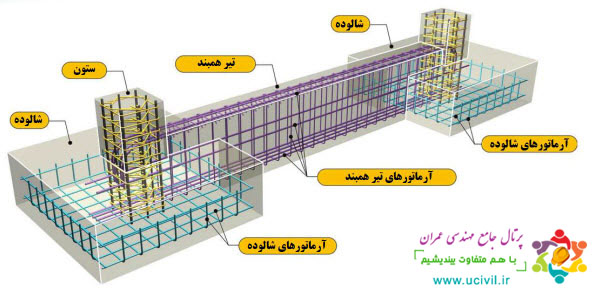 شالوده
تیر همبند
ستون
شالوده
آرماتورهای شالوده
آرماتورهای تیر همبند
آرماتورهای شالوده
پرتال جامع مهندسی عمران
با هـم متفاوت بیندیشیم
www.ucivil.ir